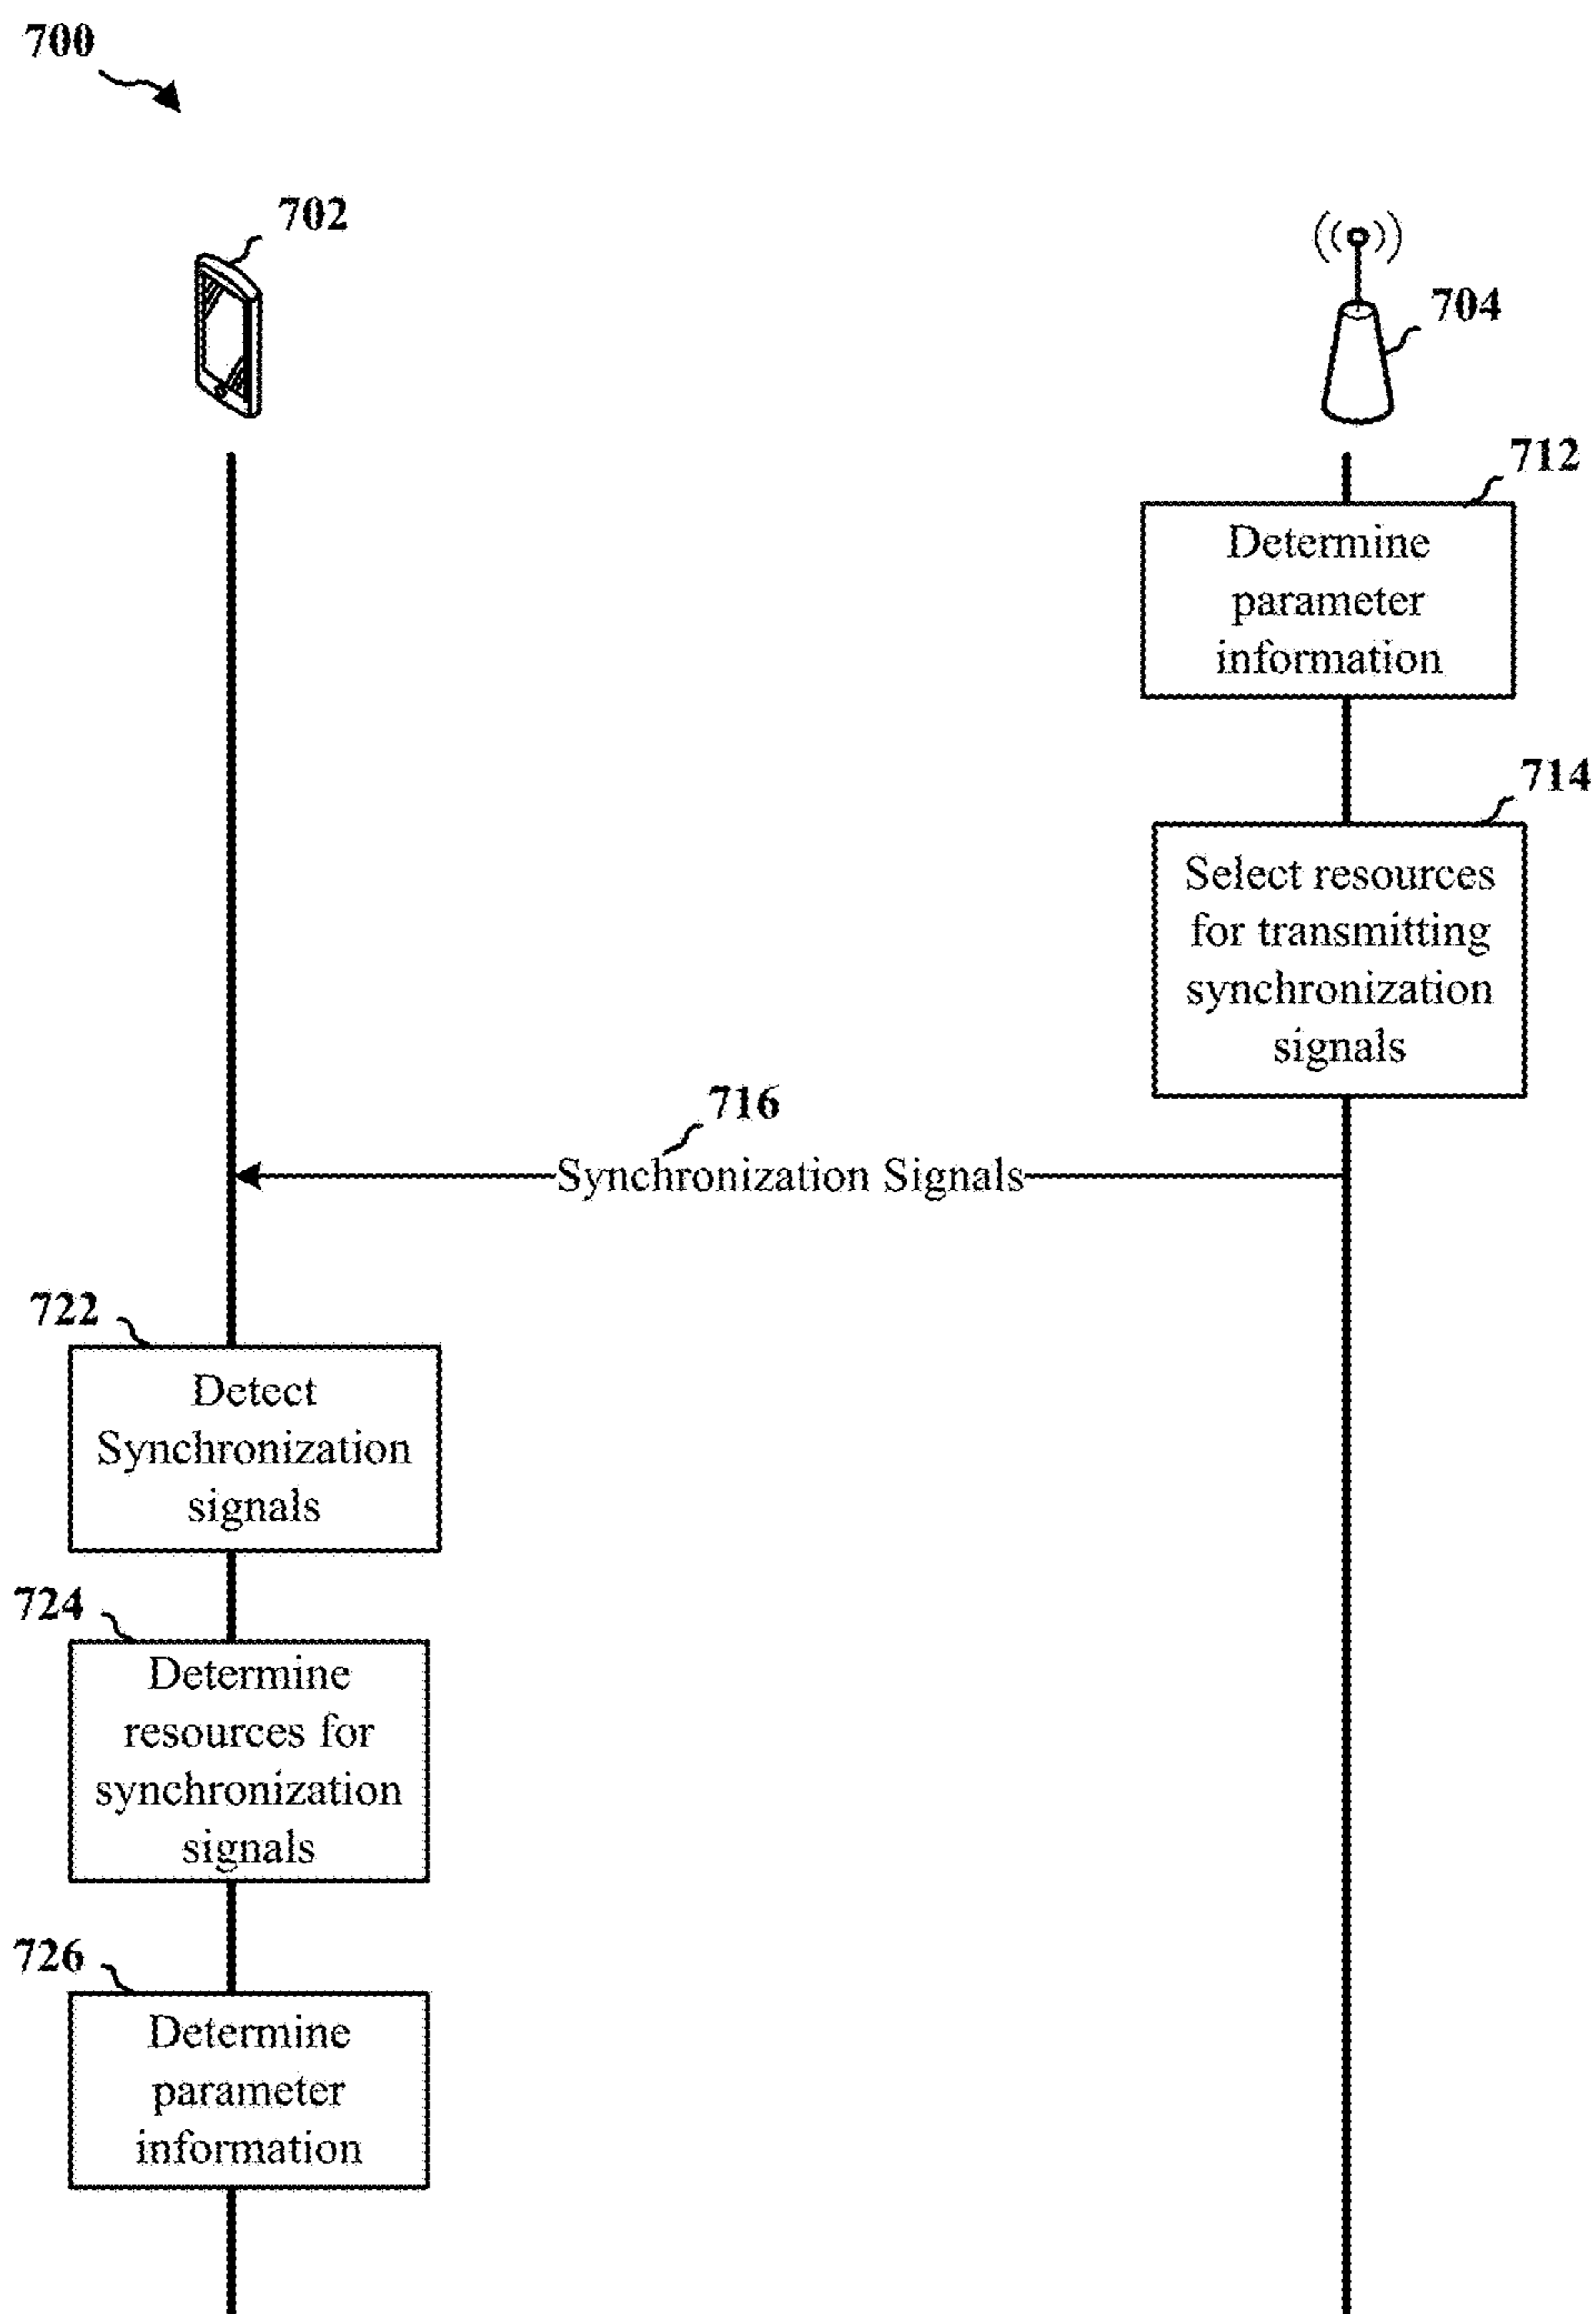 700
702
704
712
Determine
parameter
information
714
Select resources
for transmitting
synchronization
signals
716
Synchronization Signals
722
Detect
Synchronization
signals
724
Determine
resources for
synchronization
signals
726
Determine
parameter
information